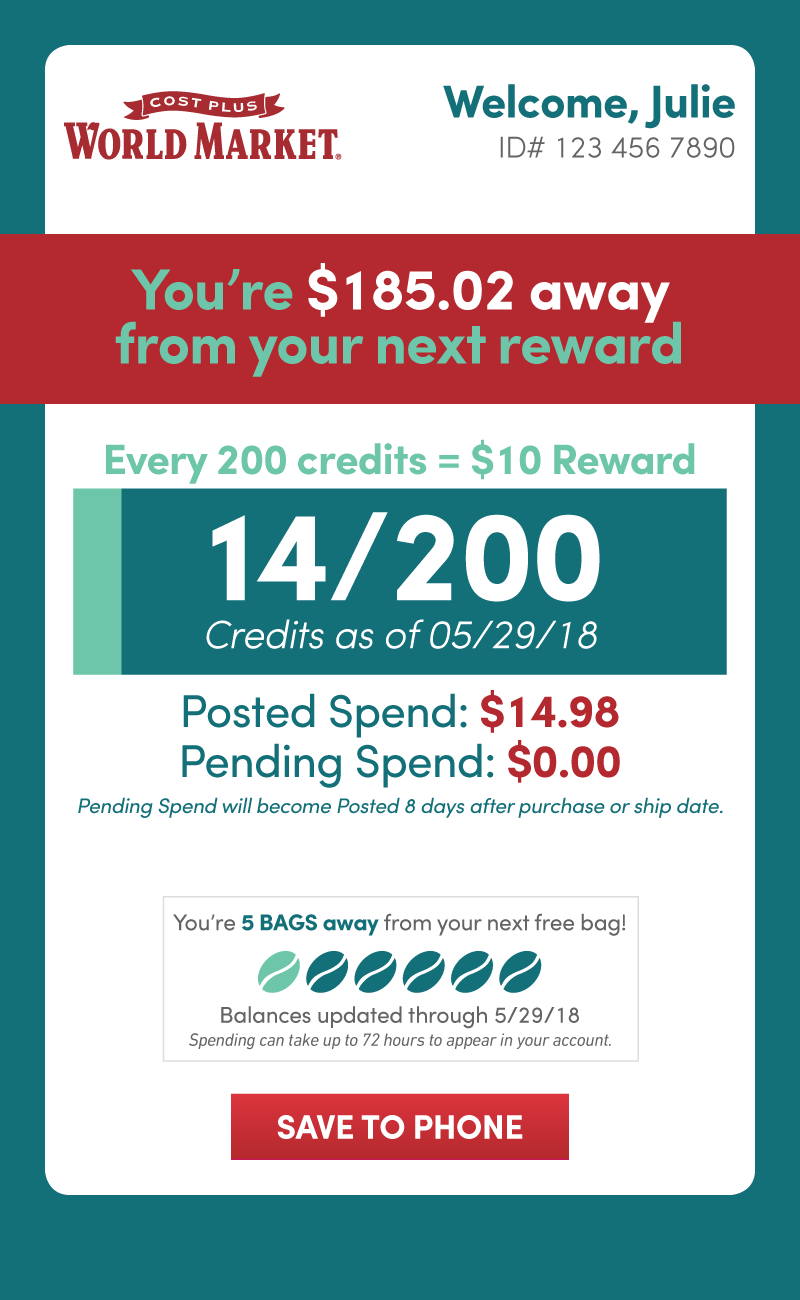 COST PLUS
WORLD MARKET®
Welcome, Julie
ID# 123 456 7890
You’re $185.02 away
from your next reward
Every 200 credits = $10 Reward
14/200
Credits as of 05/29/18
Posted Spend: $14.98
Pending Spend: $0.00
Pending Spend will become Posted 8 days after purchase or ship date.
You’re 5 BAGS away from your next free bag!
Balances updated through 5/29/18
Spending can take up to 72 hours to appear in your account.
SAVE TO PHONE